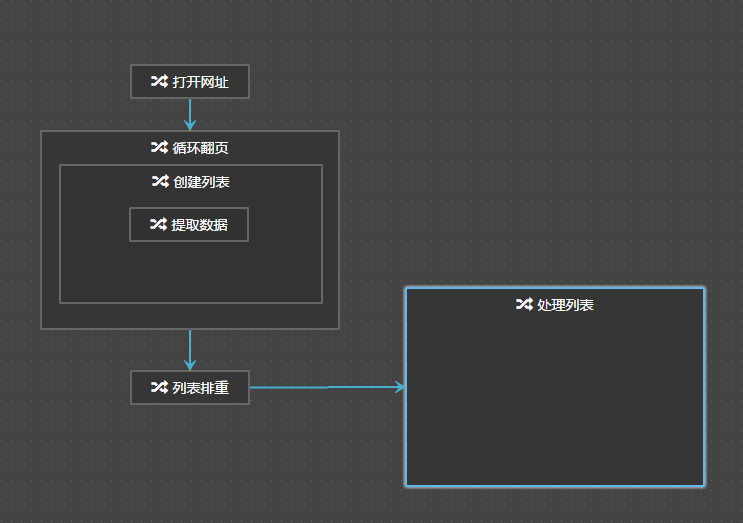 打开网址
循环翻页
创建列表
提取数据
处理列表
列表排重